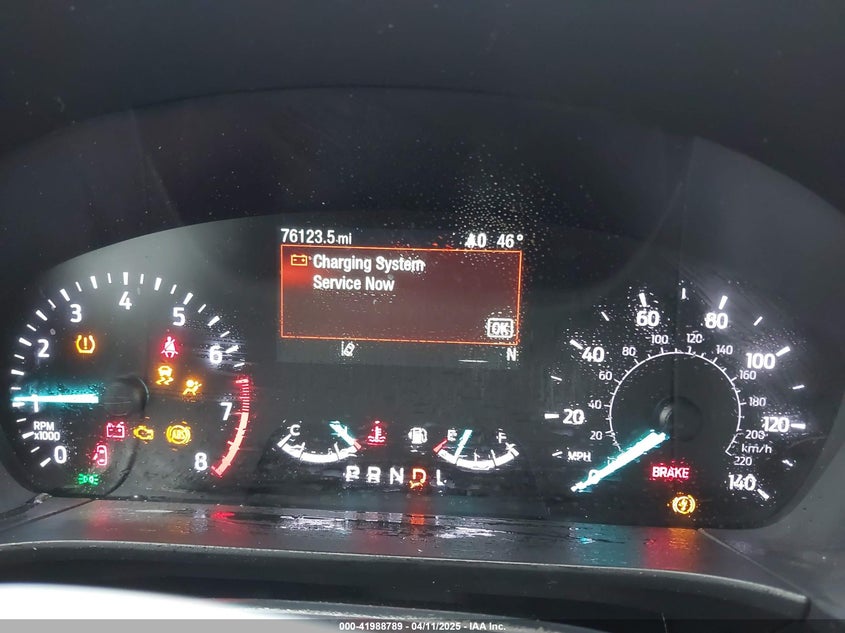 76123.5 mi 46°
Charging System
Service Now
OK
N
0 1 2 3 4 5 6 7 8
RPM
x1000
ABS
C
E F
P R N D L
0 20 40 60 80 100 120 140
MPH
20 40 60 80 100 120 140 160 180 200 220
km/h
BRAKE
000-41988789 - 04/11/2025 - IAA Inc.